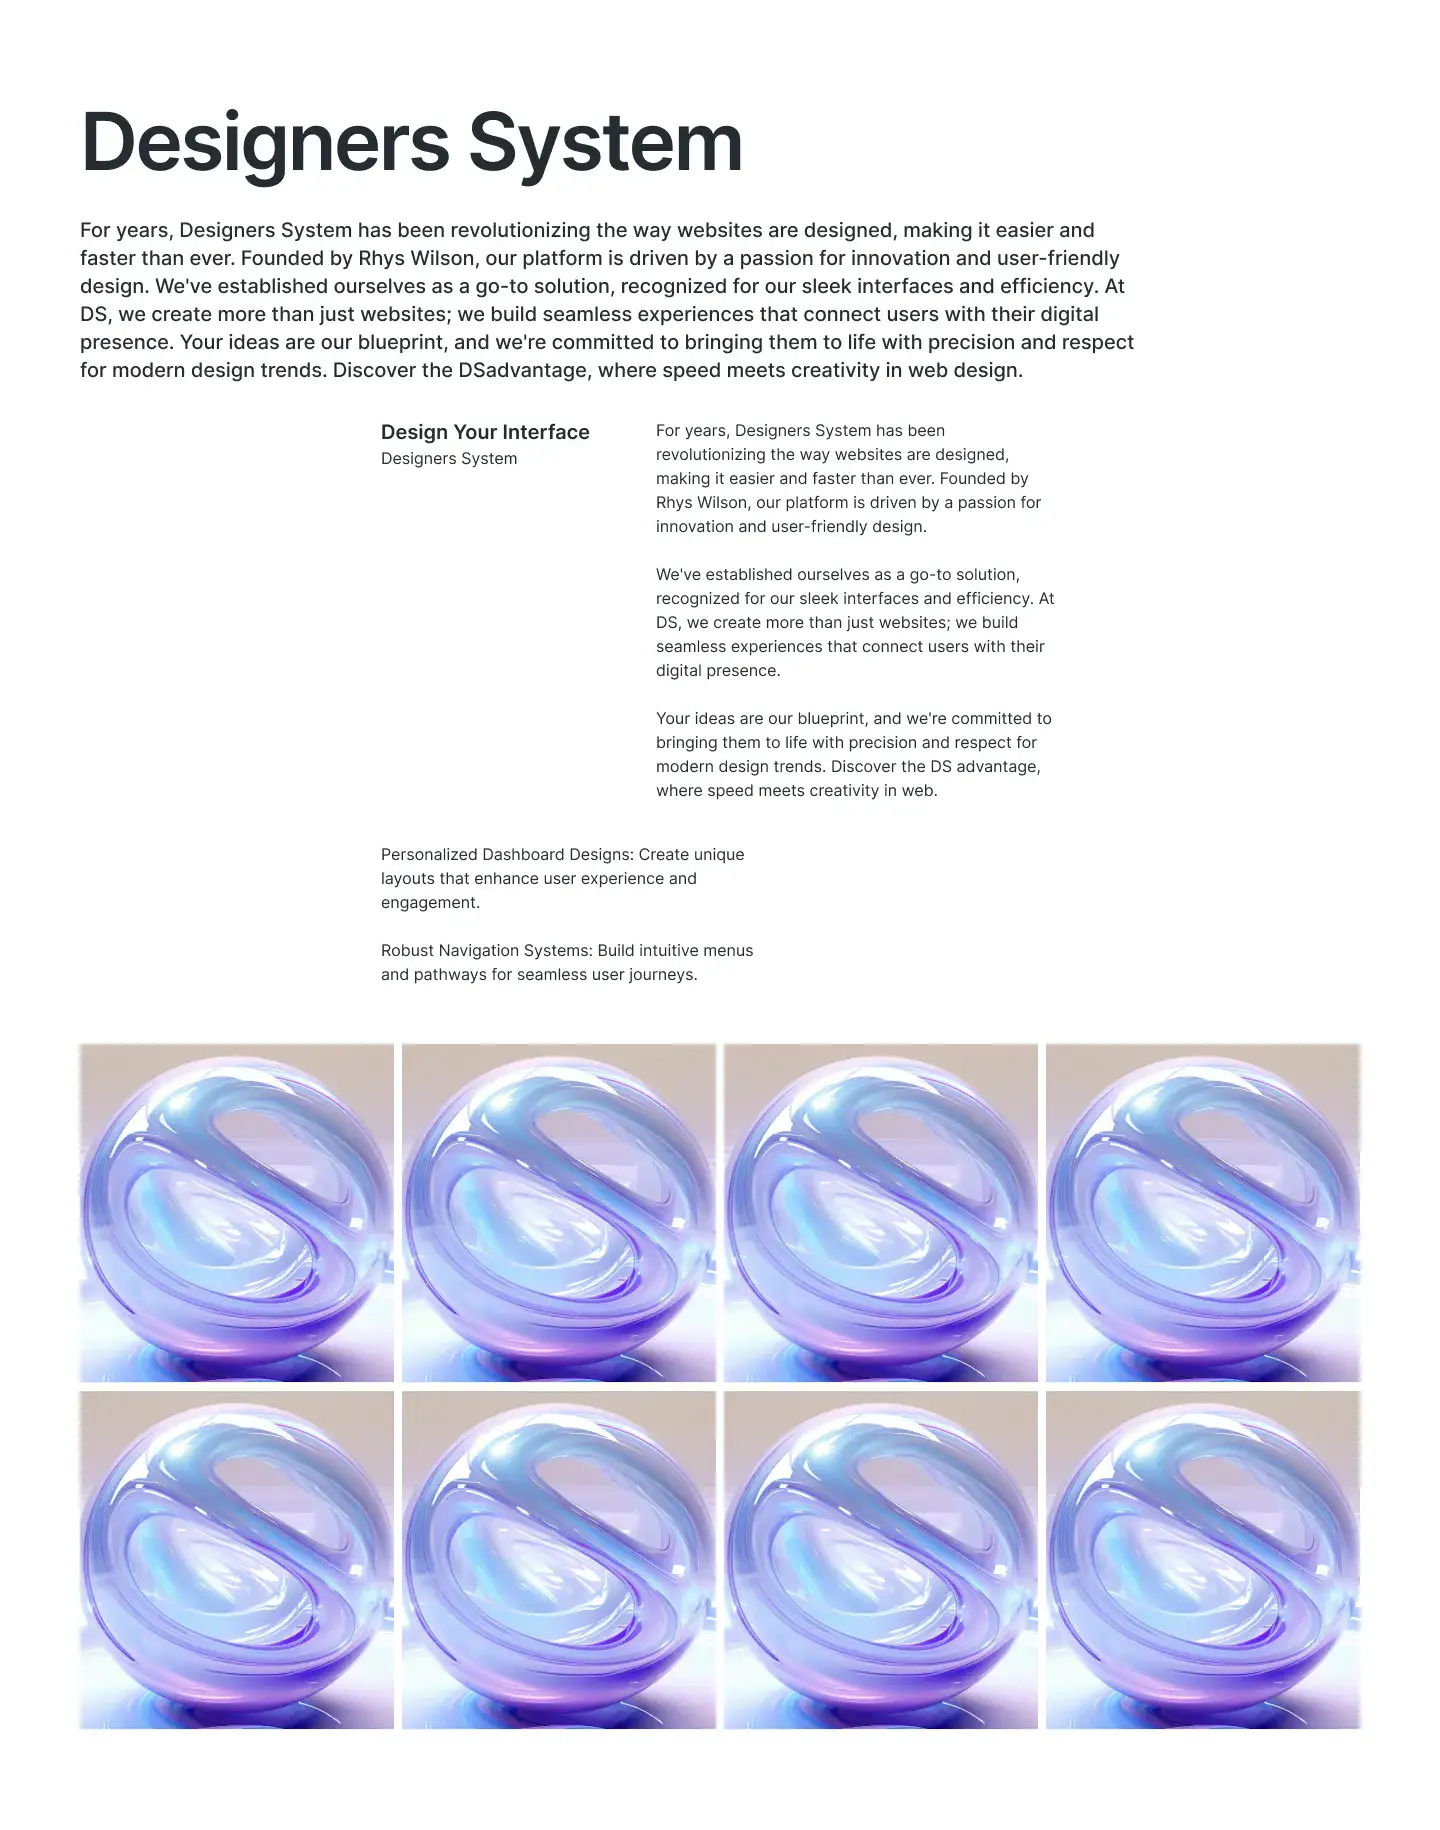 Designers System
For years, Designers System has been revolutionizing the way websites are designed, making it easier and
faster than ever. Founded by Rhys Wilson, our platform is driven by a passion for innovation and user-friendly
design. We've established ourselves as a go-to solution, recognized for our sleek interfaces and efficiency. At
DS, we create more than just websites; we build seamless experiences that connect users with their digital
presence. Your ideas are our blueprint, and we're committed to bringing them to life with precision and respect
for modern design trends. Discover the DSadvantage, where speed meets creativity in web design.
Design Your Interface
Designers System
For years, Designers System has been
revolutionizing the way websites are designed,
making it easier and faster than ever. Founded by
Rhys Wilson, our platform is driven by a passion for
innovation and user-friendly design.
We've established ourselves as a go-to solution,
recognized for our sleek interfaces and efficiency. At
DS, we create more than just websites; we build
seamless experiences that connect users with their
digital presence.
Your ideas are our blueprint, and we're committed to
bringing them to life with precision and respect for
modern design trends. Discover the DS advantage,
where speed meets creativity in web.
Personalized Dashboard Designs: Create unique
layouts that enhance user experience and
engagement.
Robust Navigation Systems: Build intuitive menus
and pathways for seamless user journeys.